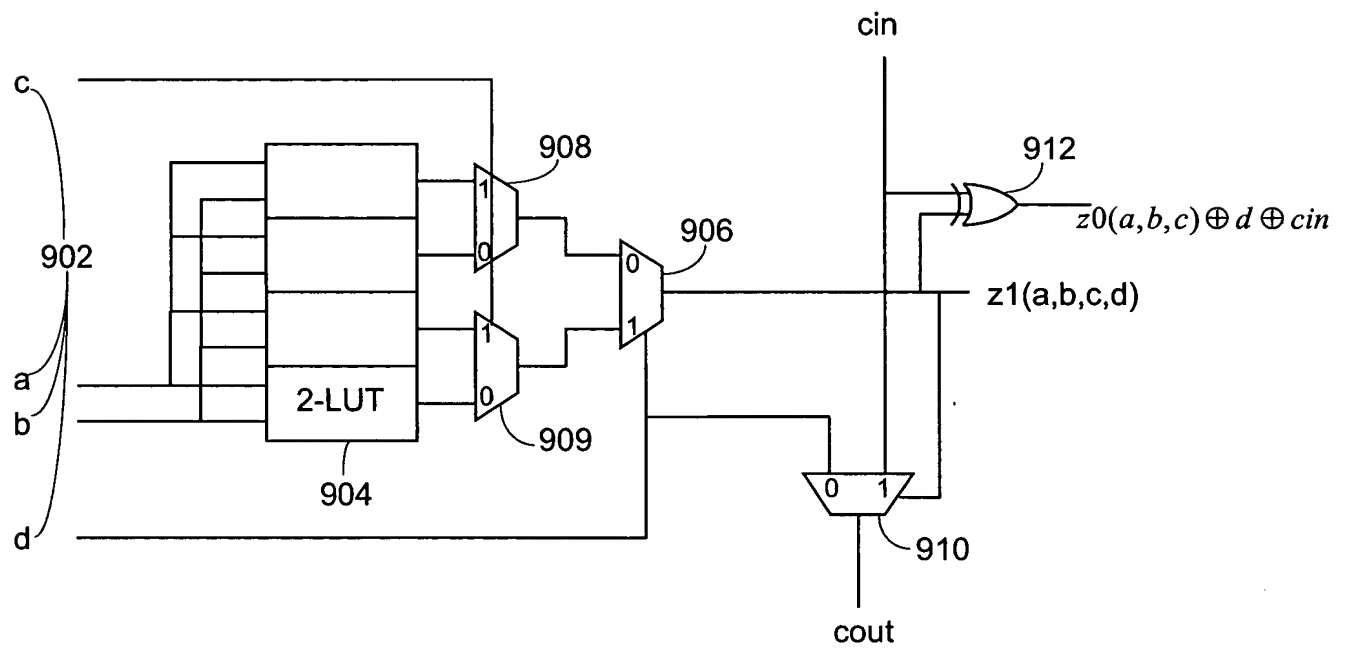 cin
c
908
912
1
z0(a,b,c)⊕d⊕cin
902
906
0
0
z1(a,b,c,d)
1
1
a
2-LUT
0
b
909
904
0
1
d
910
cout